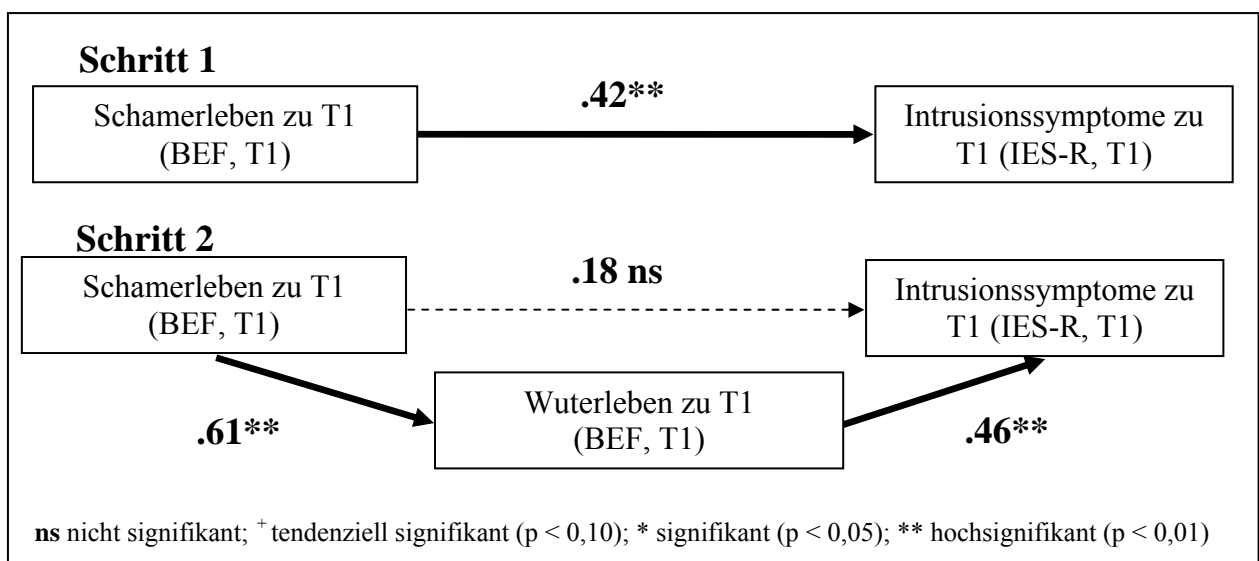 Schritt 1
.42**
Schamerleben zu T1
(BEF, T1)
Intrusionssymptome zu
T1 (IES-R, T1)
Schritt 2
.18 ns
Schamerleben zu T1
(BEF, T1)
Intrusionssymptome zu
T1 (IES-R, T1)
Wuterleben zu T1
(BEF, T1)
.61**
.46**
ns nicht signifikant; + tendenziell signifikant (p < 0,10); * signifikant (p < 0,05); ** hochsignifikant (p < 0,01)